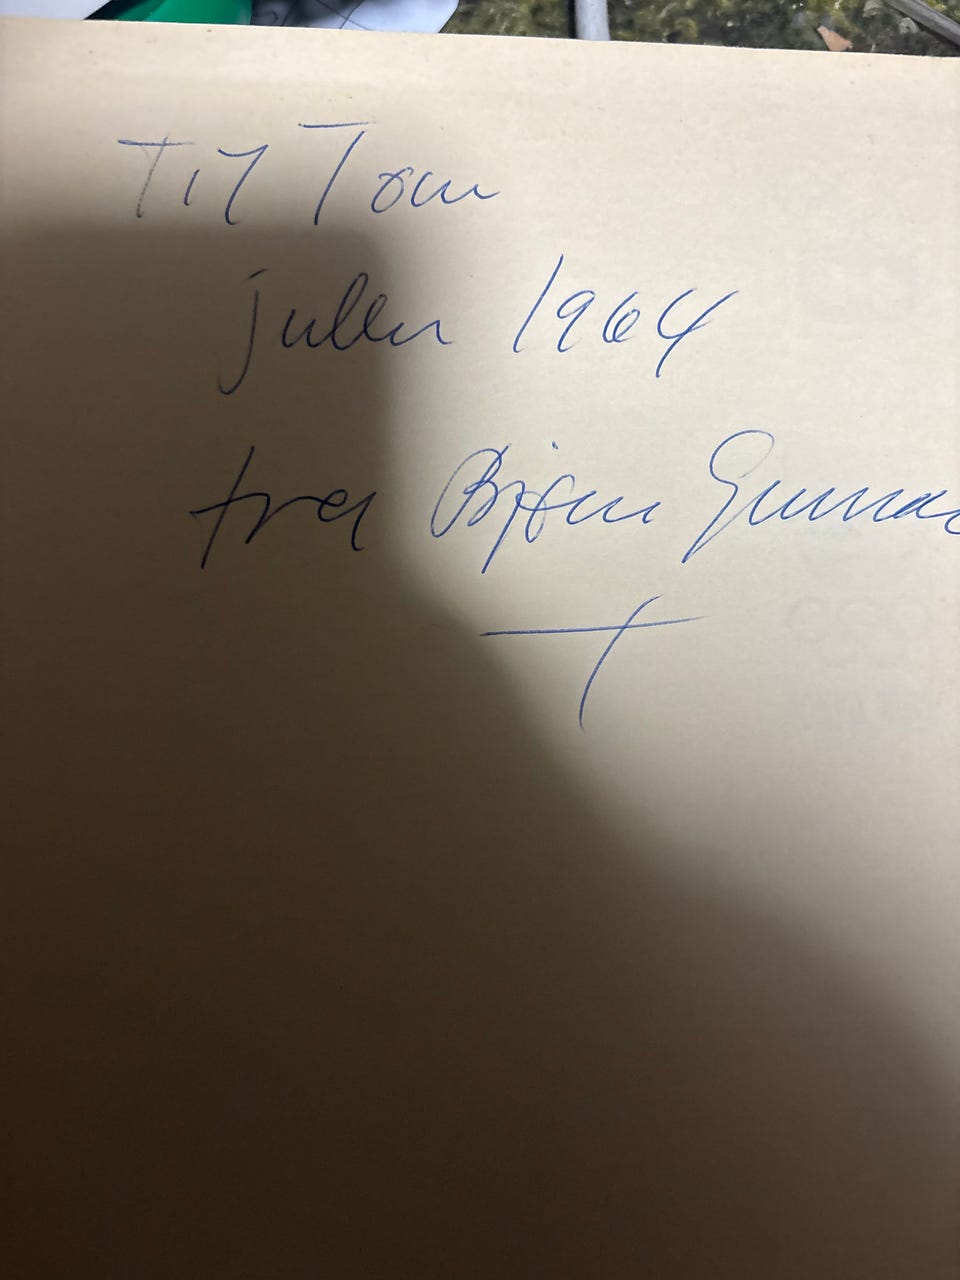 Til Tom
julen 1964
fra Bjørn Gunnar